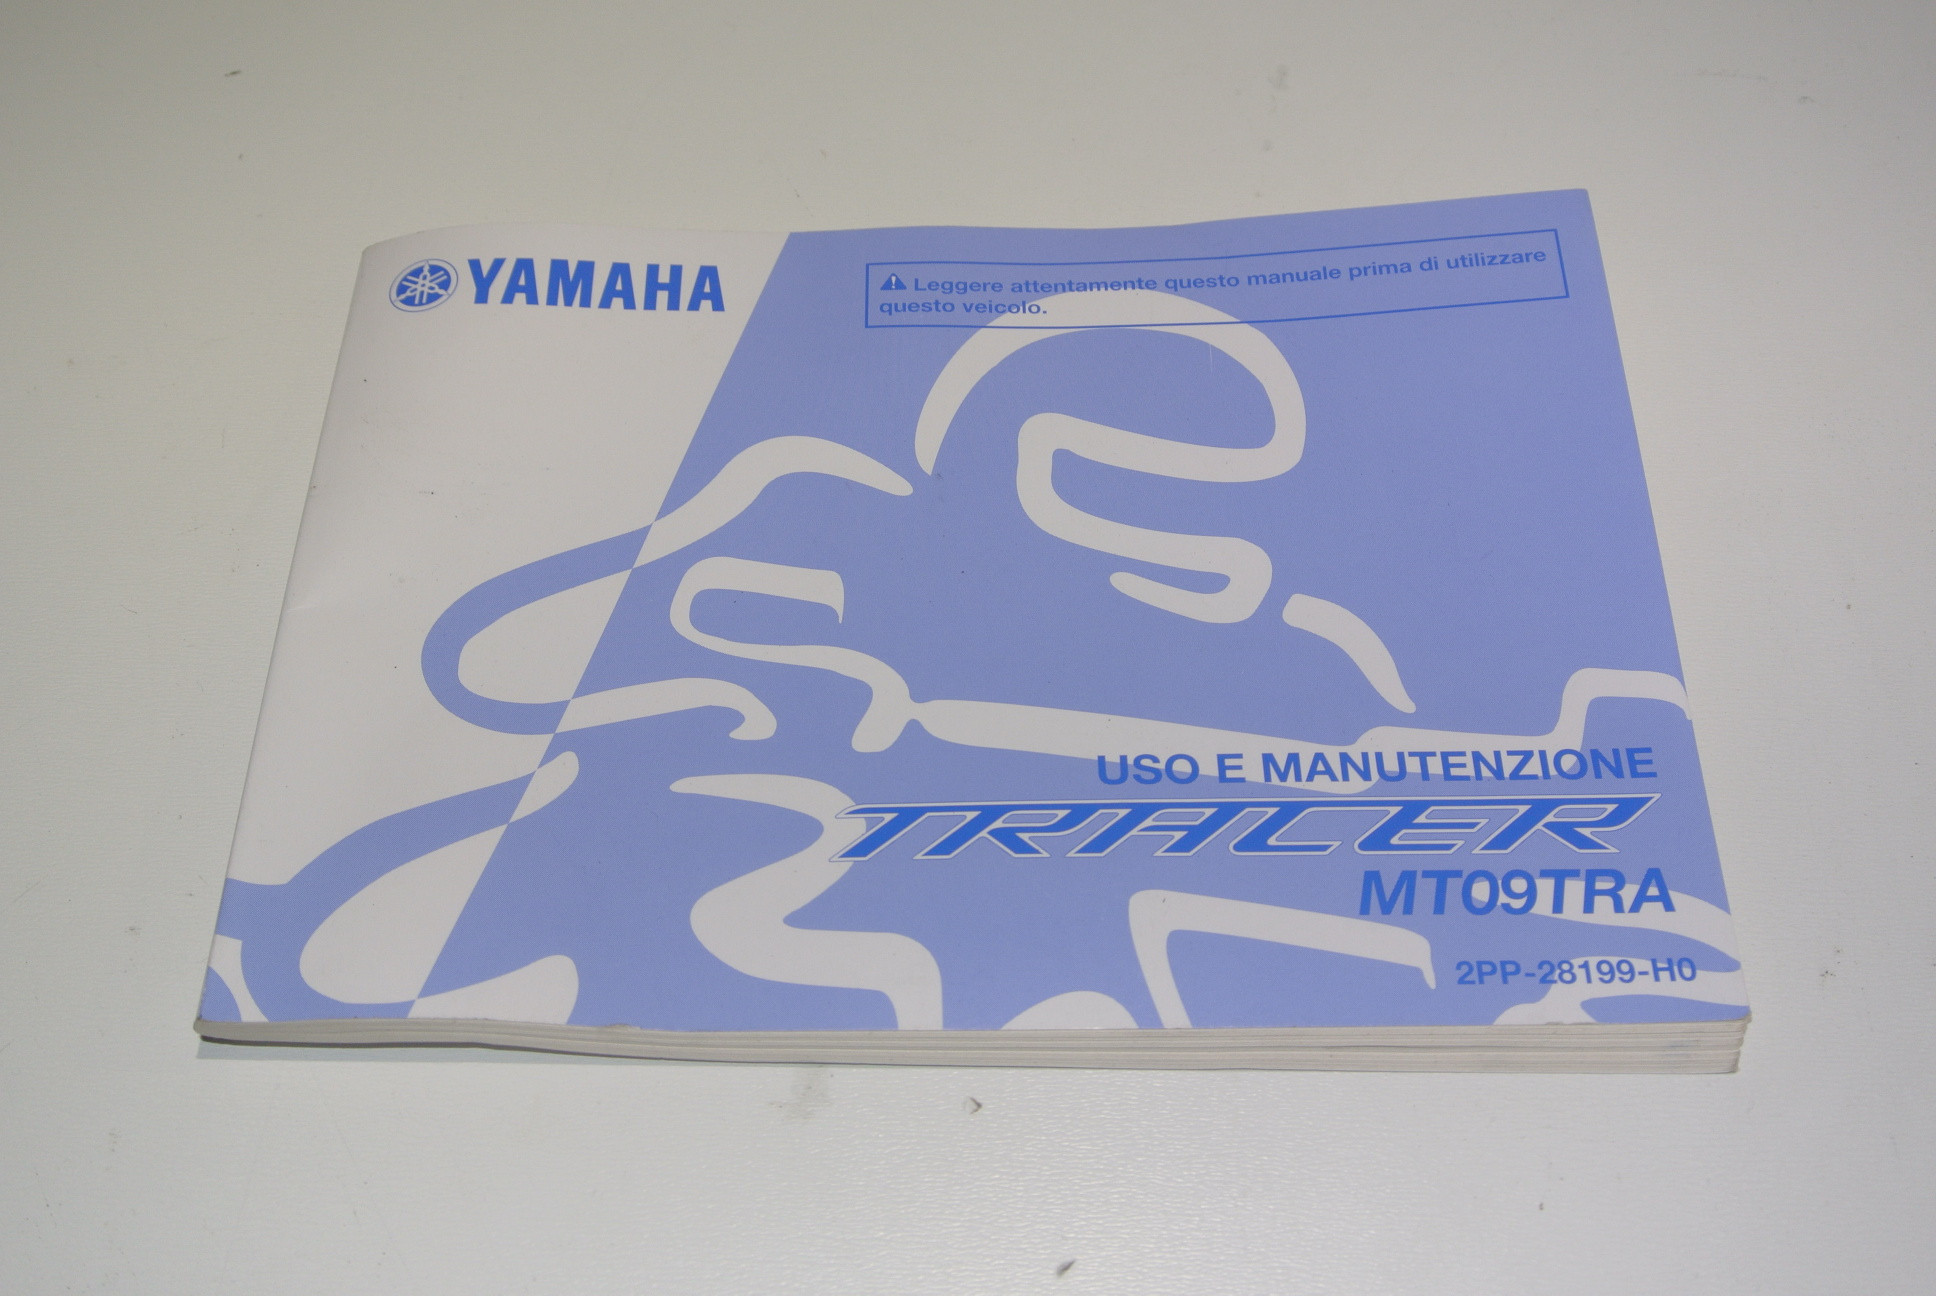 YAMAHA
Leggere attentamente questo manuale prima di utilizzare
questo veicolo.
USO E MANUTENZIONE
TRACER
MT09TRA
2PP-28199-H0